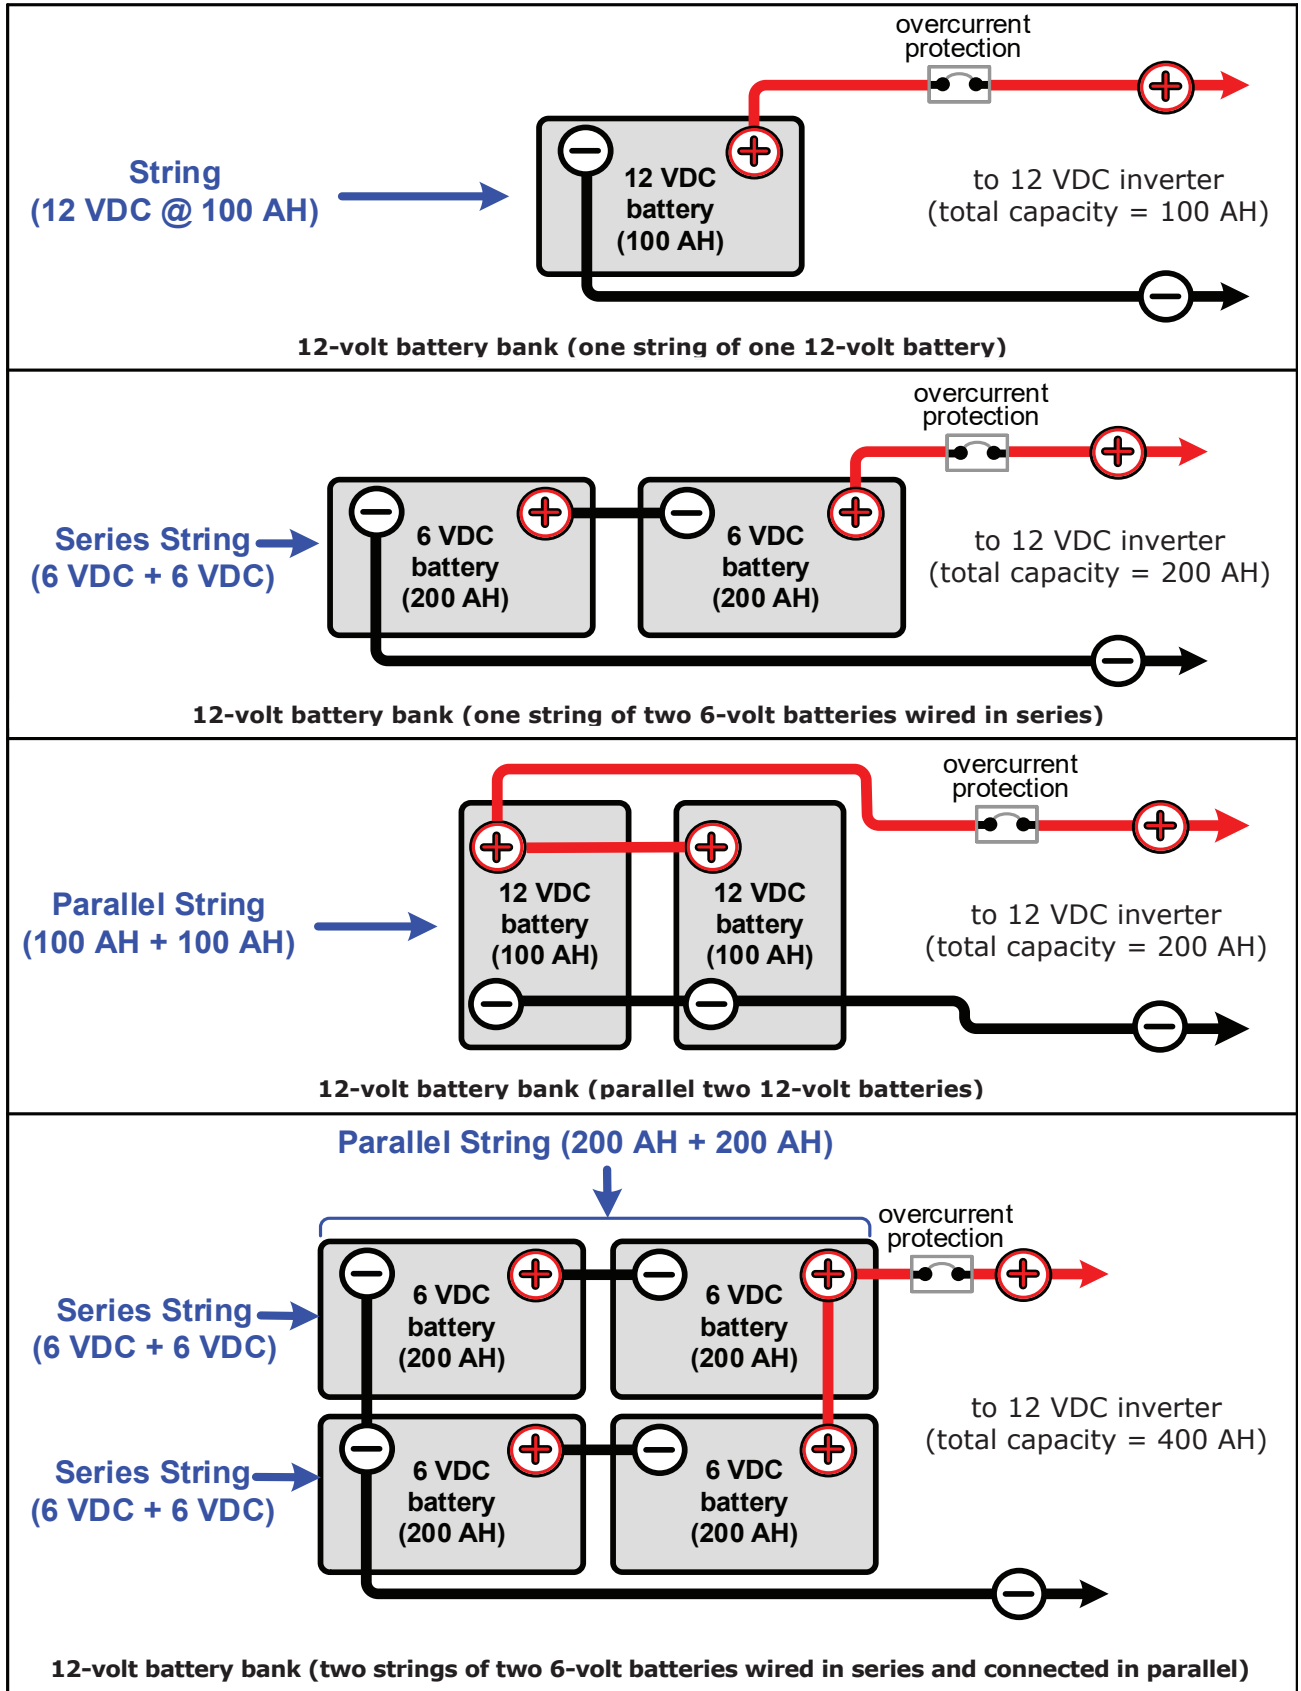 overcurrent
protection
String
(12 VDC @ 100 AH)
12 VDC
battery
(100 AH)
to 12 VDC inverter
(total capacity = 100 AH)
12-volt battery bank (one string of one 12-volt battery)
overcurrent
protection
Series String
(6 VDC + 6 VDC)
6 VDC
battery
(200 AH)
6 VDC
battery
(200 AH)
to 12 VDC inverter
(total capacity = 200 AH)
12-volt battery bank (one string of two 6-volt batteries wired in series)
overcurrent
protection
Parallel String
(100 AH + 100 AH)
12 VDC
battery
(100 AH)
12 VDC
battery
(100 AH)
to 12 VDC inverter
(total capacity = 200 AH)
12-volt battery bank (parallel two 12-volt batteries)
Parallel String (200 AH + 200 AH)
overcurrent
protection
Series String
(6 VDC + 6 VDC)
6 VDC
battery
(200 AH)
6 VDC
battery
(200 AH)
to 12 VDC inverter
(total capacity = 400 AH)
Series String
(6 VDC + 6 VDC)
6 VDC
battery
(200 AH)
6 VDC
battery
(200 AH)
12-volt battery bank (two strings of two 6-volt batteries wired in series and connected in parallel)